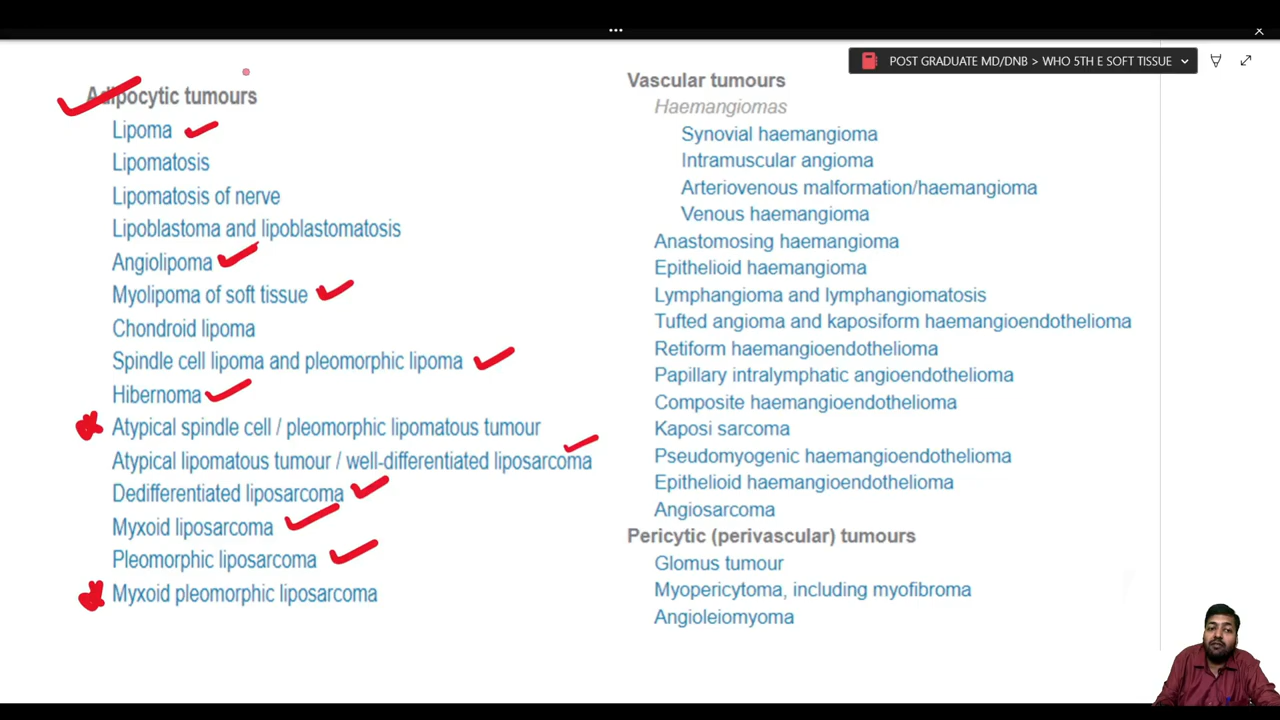 POST GRADUATE MD/DNB > WHO 5TH E SOFT TISSUE
Adipocytic tumours
Lipoma
Lipomatosis
Lipomatosis of nerve
Lipoblastoma and lipoblastomatosis
Angiolipoma
Myolipoma of soft tissue
Chondroid lipoma
Spindle cell lipoma and pleomorphic lipoma
Hibernoma
Atypical spindle cell / pleomorphic lipomatous tumour
Atypical lipomatous tumour / well-differentiated liposarcoma
Dedifferentiated liposarcoma
Myxoid liposarcoma
Pleomorphic liposarcoma
Myxoid pleomorphic liposarcoma
Vascular tumours
Haemangiomas
Synovial haemangioma
Intramuscular angioma
Arteriovenous malformation/haemangioma
Venous haemangioma
Anastomosing haemangioma
Epithelioid haemangioma
Lymphangioma and lymphangiomatosis
Tufted angioma and kaposiform haemangioendothelioma
Retiform haemangioendothelioma
Papillary intralymphatic angioendothelioma
Composite haemangioendothelioma
Kaposi sarcoma
Pseudomyogenic haemangioendothelioma
Epithelioid haemangioendothelioma
Angiosarcoma
Pericytic (perivascular) tumours
Glomus tumour
Myopericytoma, including myofibroma
Angioleiomyoma